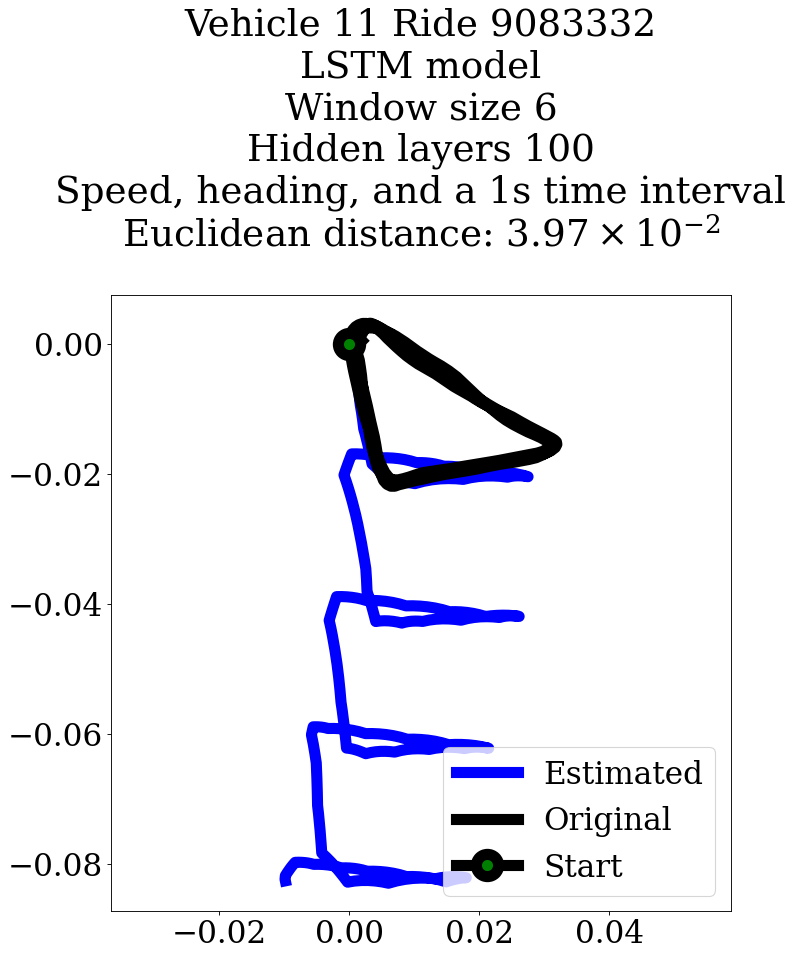 Vehicle 11 Ride 9083332
LSTM model
Window size 6
Hidden layers 100
Speed, heading, and a 1s time interval
Euclidean distance: 3.97 × 10⁻²
0.00
−0.02
−0.04
−0.06
−0.08
Estimated
Original
Start
−0.02 0.00 0.02 0.04